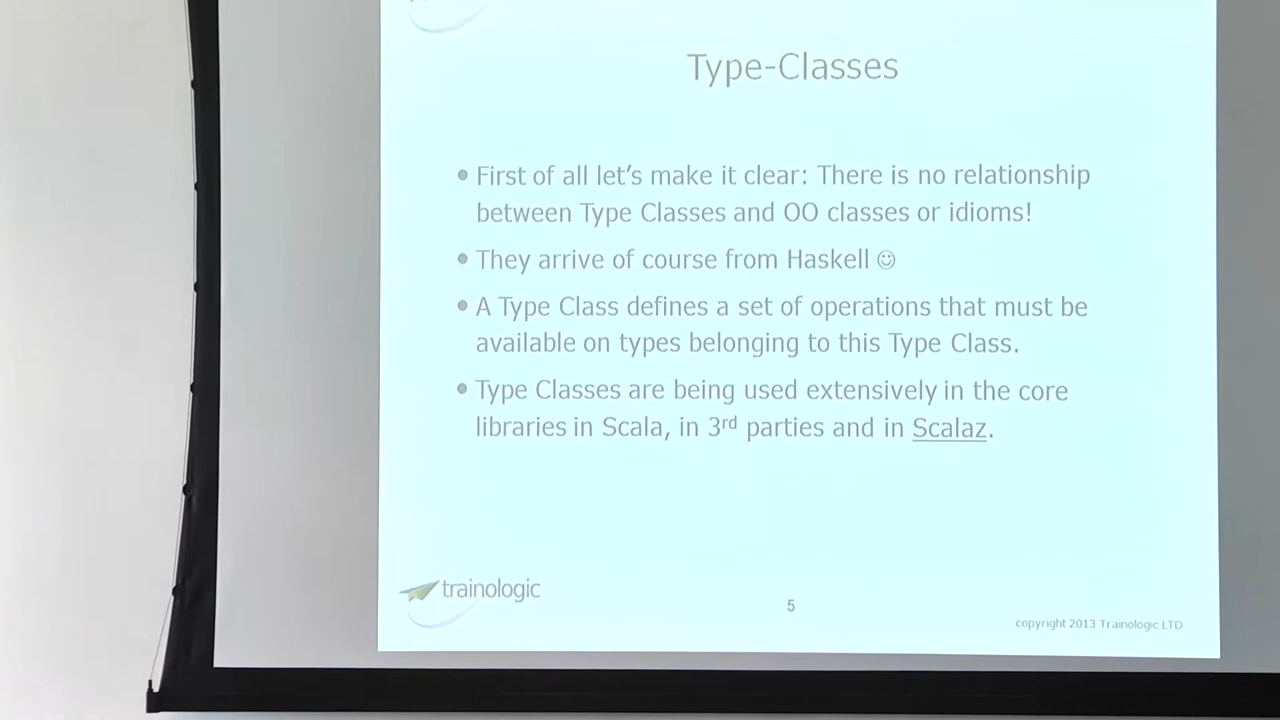 Type-Classes
• First of all let's make it clear: There is no relationship
between Type Classes and OO classes or idioms!
• They arrive of course from Haskell ☺
• A Type Class defines a set of operations that must be
available on types belonging to this Type Class.
• Type Classes are being used extensively in the core
libraries in Scala, in 3rd parties and in Scalaz.
trainologic
5
copyright 2013 Trainologic LTD